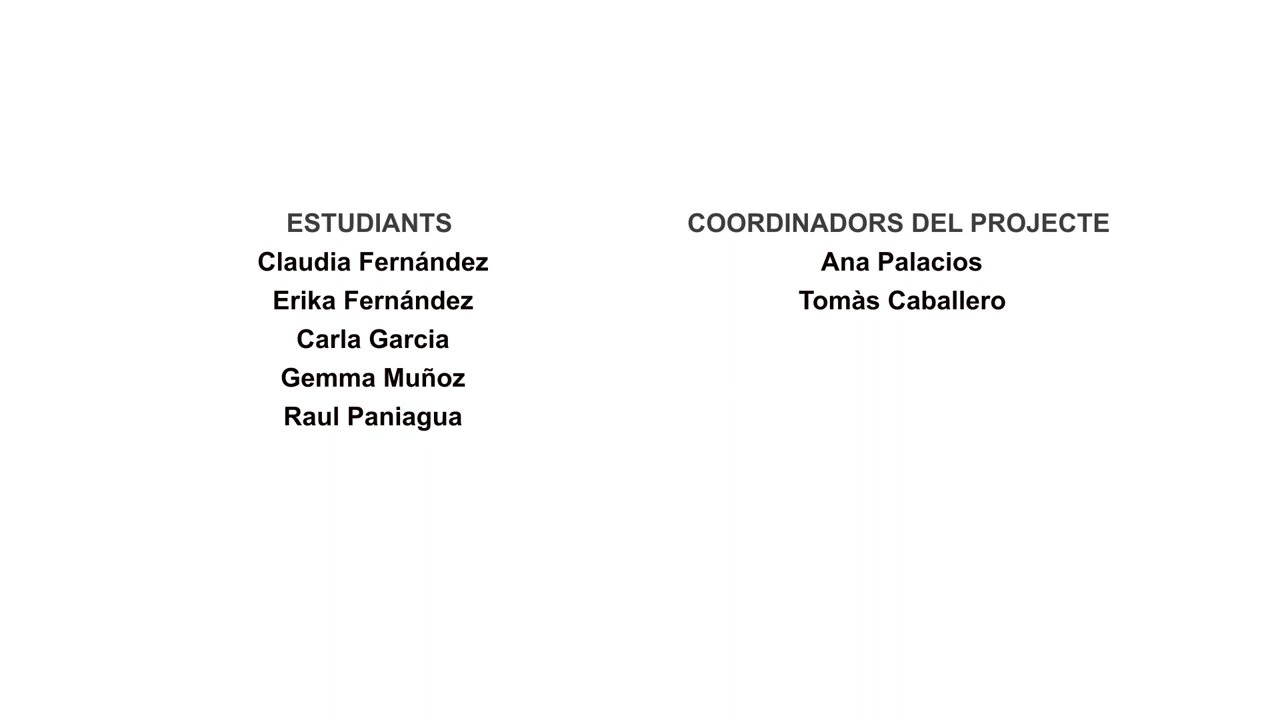 ESTUDIANTS
Claudia Fernández
Erika Fernández
Carla Garcia
Gemma Muñoz
Raul Paniagua
COORDINADORS DEL PROJECTE
Ana Palacios
Tomàs Caballero